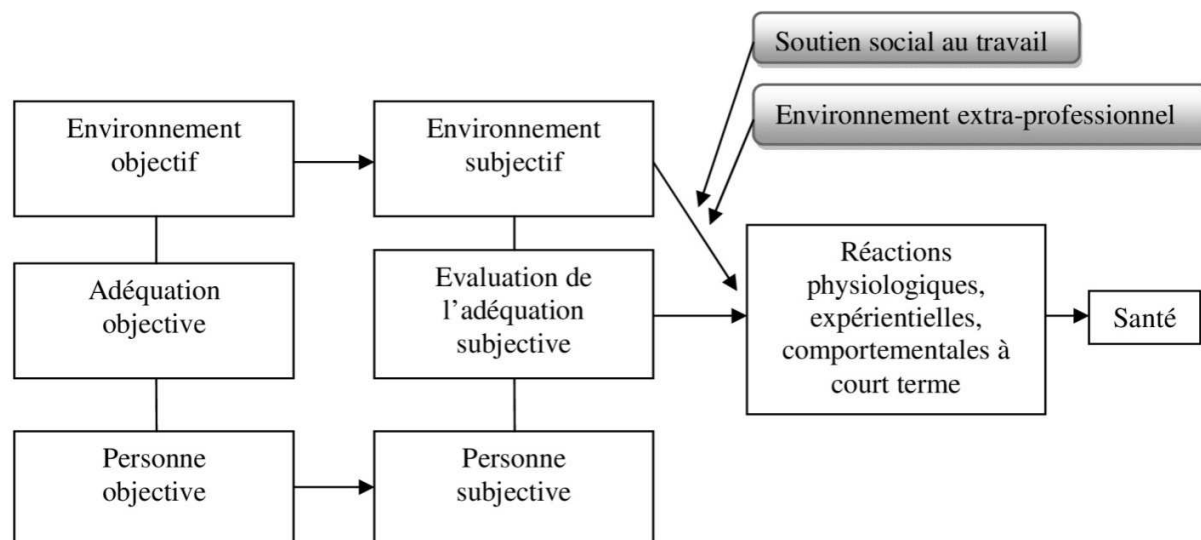 Soutien social au travail
Environnement extra-professionnel
Environnement
objectif
Environnement
subjectif
Adéquation
objective
Evaluation de
l’adéquation
subjective
Réactions
physiologiques,
expérientielles,
comportementales à
court terme
Santé
Personne
objective
Personne
subjective